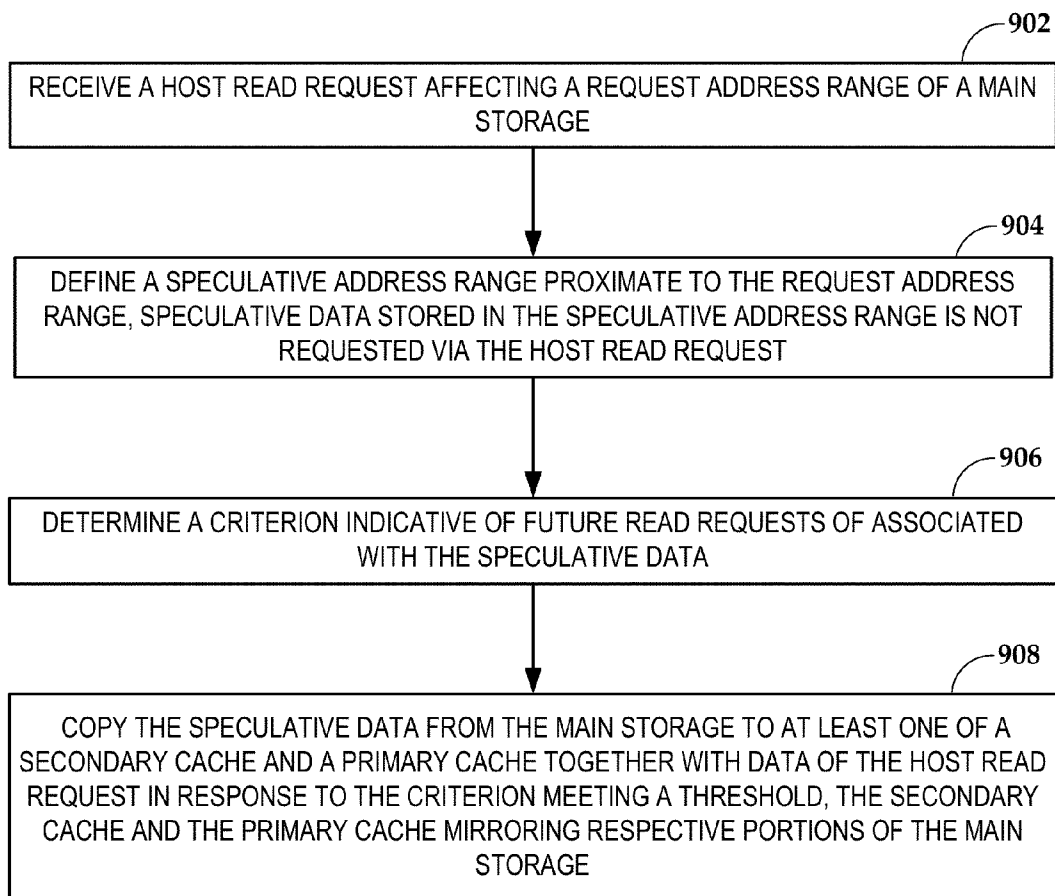 902
RECEIVE A HOST READ REQUEST AFFECTING A REQUEST ADDRESS RANGE OF A MAIN
STORAGE
904
DEFINE A SPECULATIVE ADDRESS RANGE PROXIMATE TO THE REQUEST ADDRESS
RANGE, SPECULATIVE DATA STORED IN THE SPECULATIVE ADDRESS RANGE IS NOT
REQUESTED VIA THE HOST READ REQUEST
906
DETERMINE A CRITERION INDICATIVE OF FUTURE READ REQUESTS OF ASSOCIATED
WITH THE SPECULATIVE DATA
908
COPY THE SPECULATIVE DATA FROM THE MAIN STORAGE TO AT LEAST ONE OF A
SECONDARY CACHE AND A PRIMARY CACHE TOGETHER WITH DATA OF THE HOST READ
REQUEST IN RESPONSE TO THE CRITERION MEETING A THRESHOLD, THE SECONDARY
CACHE AND THE PRIMARY CACHE MIRRORING RESPECTIVE PORTIONS OF THE MAIN
STORAGE